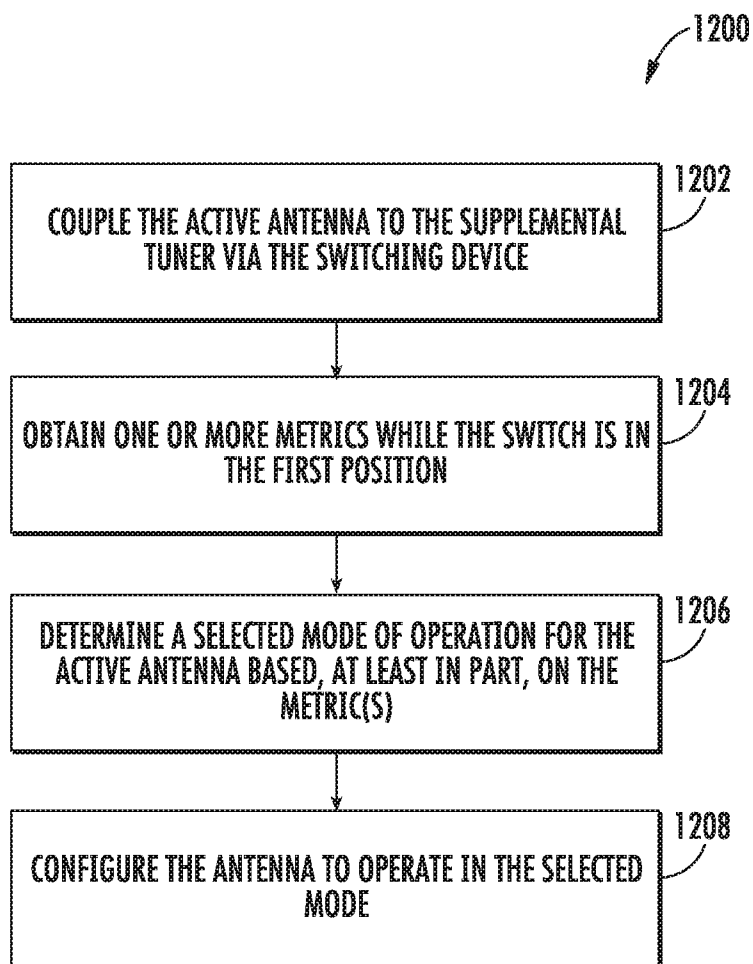 1200
1202
COUPLE THE ACTIVE ANTENNA TO THE SUPPLEMENTAL
TUNER VIA THE SWITCHING DEVICE
1204
OBTAIN ONE OR MORE METRICS WHILE THE SWITCH IS IN
THE FIRST POSITION
1206
DETERMINE A SELECTED MODE OF OPERATION FOR THE
ACTIVE ANTENNA BASED, AT LEAST IN PART, ON THE
METRIC(S)
1208
CONFIGURE THE ANTENNA TO OPERATE IN THE SELECTED
MODE